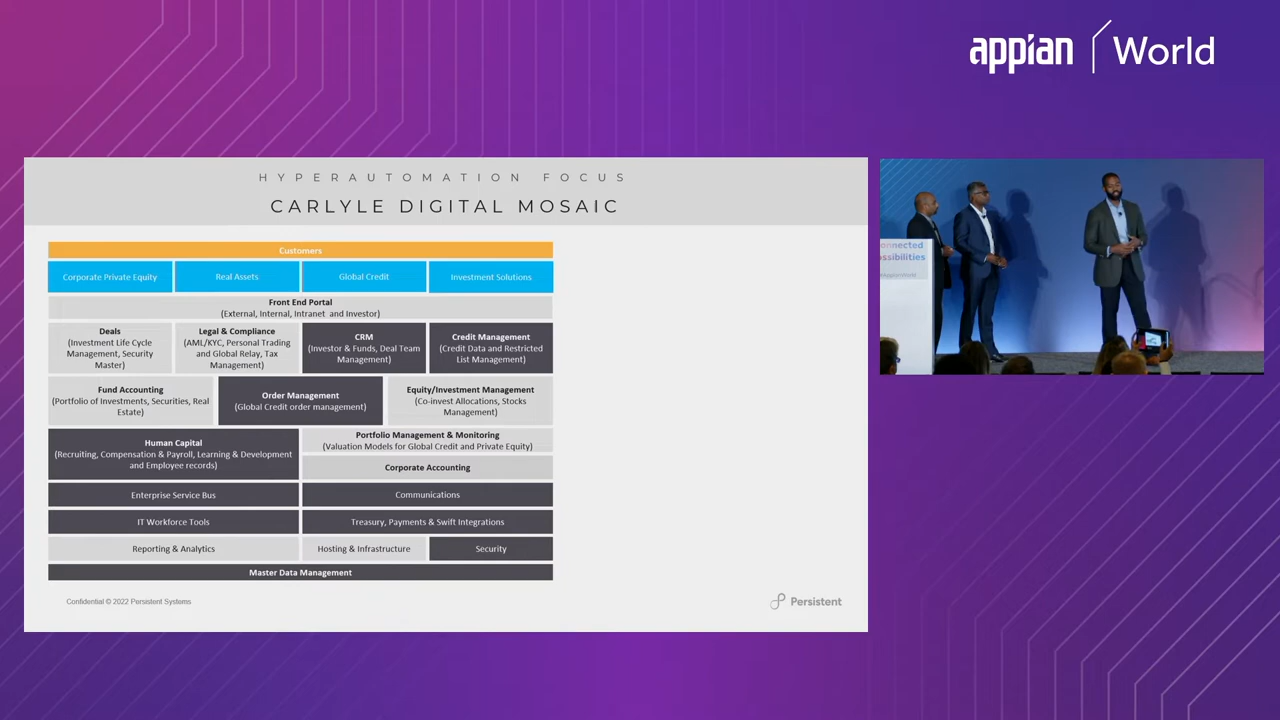 appian World
HYPERAUTOMATION FOCUS
CARLYLE DIGITAL MOSAIC
Customers
Corporate Private Equity
Real Assets
Global Credit
Investment Solutions
Front End Portal
(External, Internal, Intranet and Investor)
Deals
(Investment Life Cycle
Management, Security
Master)
Legal & Compliance
(AML/KYC, Personal Trading
and Global Relay, Tax
Management)
CRM
(Investor & Funds, Deal Team
Management)
Credit Management
(Credit Data and Restricted
List Management)
Fund Accounting
(Portfolio of Investments, Securities, Real
Estate)
Order Management
(Global Credit order management)
Equity/Investment Management
(Co-invest Allocations, Stocks
Management)
Human Capital
(Recruiting, Compensation & Payroll, Learning & Development
and Employee records)
Portfolio Management & Monitoring
(Valuation Models for Global Credit and Private Equity)
Corporate Accounting
Enterprise Service Bus
Communications
IT Workforce Tools
Treasury, Payments & Swift Integrations
Reporting & Analytics
Hosting & Infrastructure
Security
Master Data Management
Confidential © 2022 Persistent Systems
Persistent
onnected
ssibilities